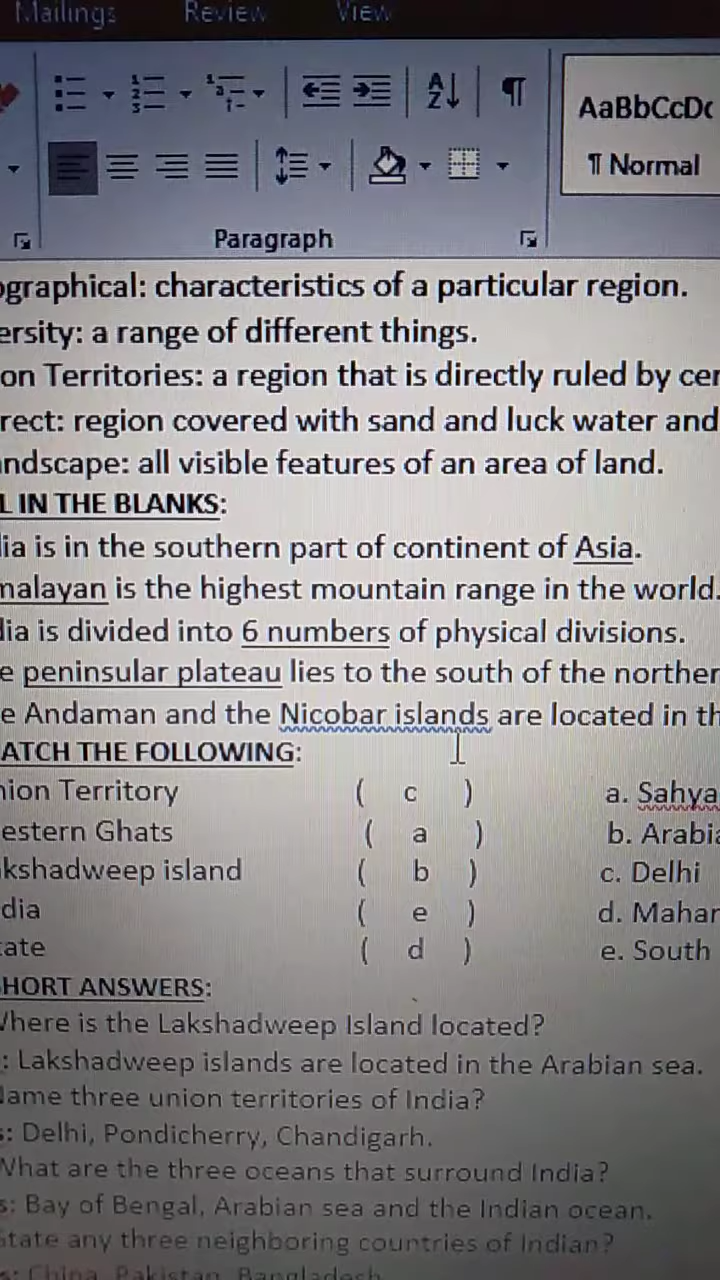 Mailings Review View
AaBbCcDc
¶ Normal
Paragraph
ographical: characteristics of a particular region.
ersity: a range of different things.
on Territories: a region that is directly ruled by cer
rect: region covered with sand and luck water and
ndscape: all visible features of an area of land.
L IN THE BLANKS:
ia is in the southern part of continent of Asia.
malayan is the highest mountain range in the world.
dia is divided into 6 numbers of physical divisions.
e peninsular plateau lies to the south of the norther
e Andaman and the Nicobar islands are located in th
ATCH THE FOLLOWING:
nion Territory ( c ) a. Sahya
estern Ghats ( a ) b. Arabia
kshadweep island ( b ) c. Delhi
dia ( e ) d. Mahar
tate ( d ) e. South
SHORT ANSWERS:
Where is the Lakshadweep Island located?
: Lakshadweep islands are located in the Arabian sea.
Name three union territories of India?
s: Delhi, Pondicherry, Chandigarh.
What are the three oceans that surround India?
s: Bay of Bengal, Arabian sea and the Indian ocean.
State any three neighboring countries of Indian?
s: China, Pakistan, Bangladesh